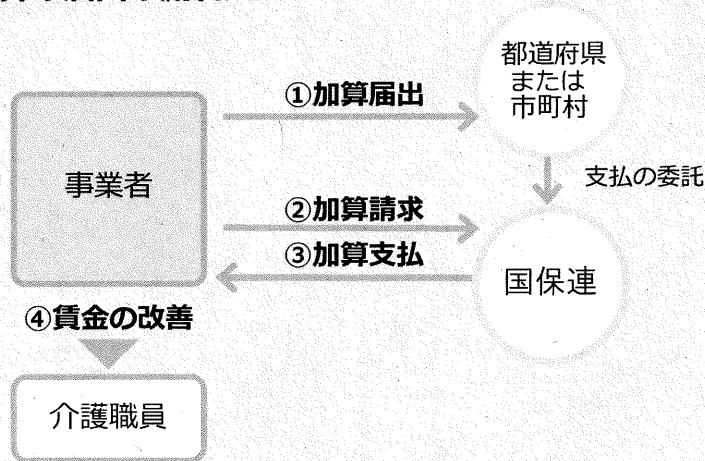 都道府県
または
市町村
①加算届出
事業者
支払の委託
②加算請求
③加算支払
国保連
④賃金の改善
介護職員